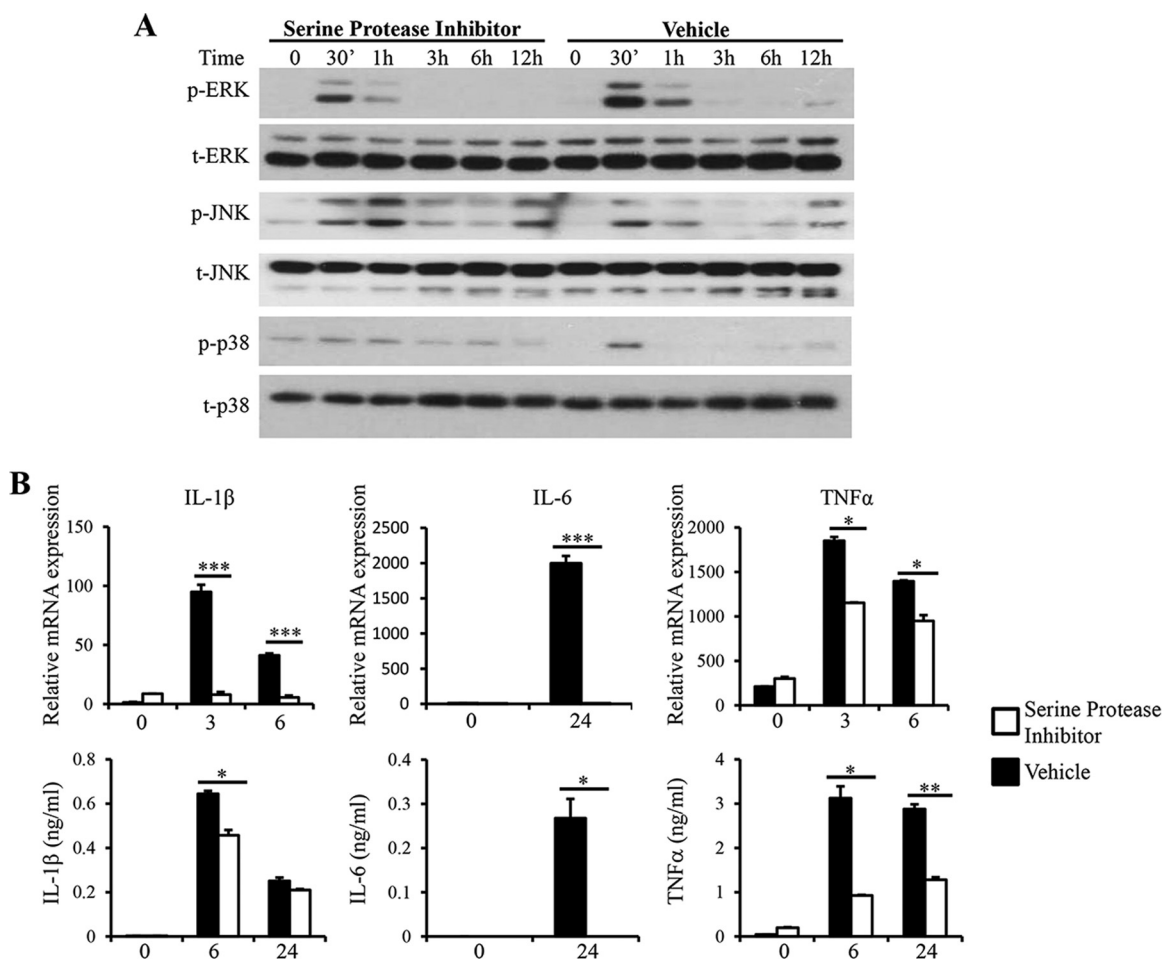 A
Serine Protease Inhibitor Vehicle
Time 0 30’ 1h 3h 6h 12h 0 30’ 1h 3h 6h 12h
p-ERK
t-ERK
p-JNK
t-JNK
p-p38
t-p38
B
IL-1β
Relative mRNA expression
150
100
50
0
***
***
0 3 6
IL-6
Relative mRNA expression
2500
2000
1500
1000
500
0
***
0 24
TNFα
Relative mRNA expression
2000
1500
1000
500
0
*
*
0 3 6
IL-1β (ng/ml)
0.8
0.6
0.4
0.2
0
*
0 6 24
IL-6 (ng/ml)
0.4
0.3
0.2
0.1
0
*
0 24
TNFα (ng/ml)
4
3
2
1
0
*
**
0 6 24
Serine Protease
Inhibitor
Vehicle